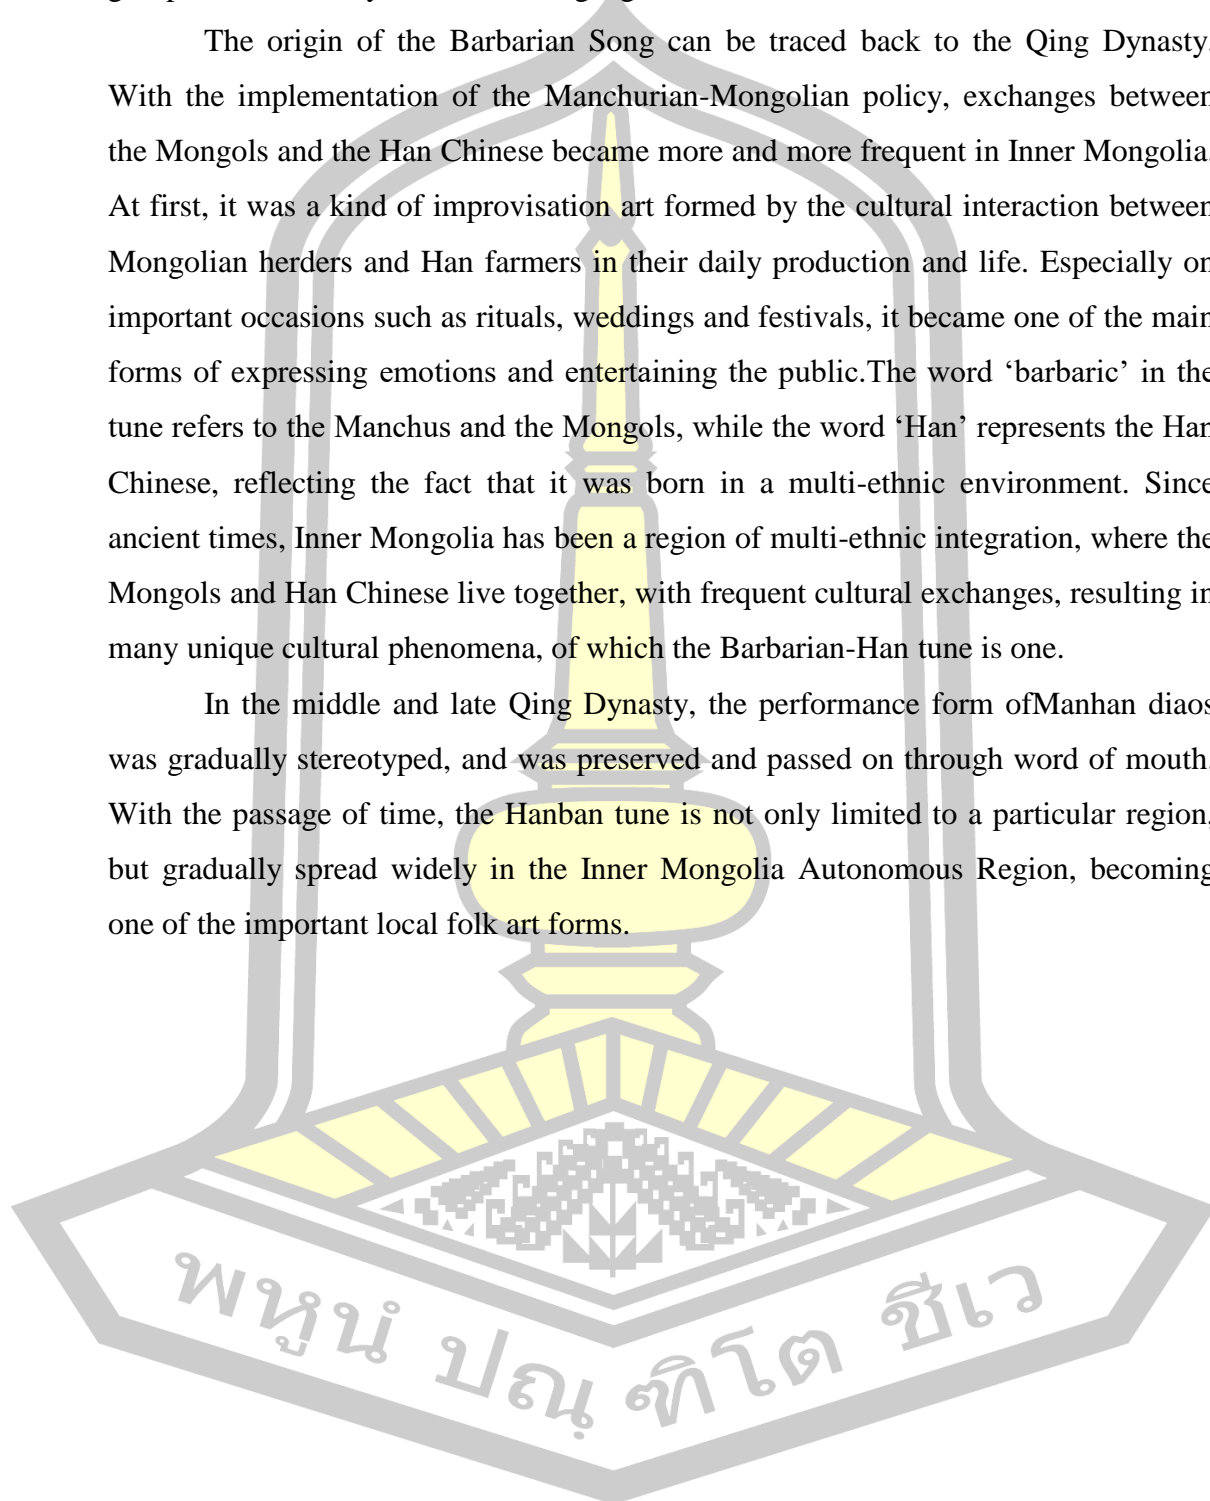 The origin of the Barbarian Song can be traced back to the Qing Dynasty.
With the implementation of the Manchurian-Mongolian policy, exchanges between
the Mongols and the Han Chinese became more and more frequent in Inner Mongolia.
At first, it was a kind of improvisation art formed by the cultural interaction between
Mongolian herders and Han farmers in their daily production and life. Especially on
important occasions such as rituals, weddings and festivals, it became one of the main
forms of expressing emotions and entertaining the public.The word ‘barbaric’ in the
tune refers to the Manchus and the Mongols, while the word ‘Han’ represents the Han
Chinese, reflecting the fact that it was born in a multi-ethnic environment. Since
ancient times, Inner Mongolia has been a region of multi-ethnic integration, where the
Mongols and Han Chinese live together, with frequent cultural exchanges, resulting in
many unique cultural phenomena, of which the Barbarian-Han tune is one.
In the middle and late Qing Dynasty, the performance form ofManhan diaos
was gradually stereotyped, and was preserved and passed on through word of mouth.
With the passage of time, the Hanban tune is not only limited to a particular region,
but gradually spread widely in the Inner Mongolia Autonomous Region, becoming
one of the important local folk art forms.
พหูนํ ปณฺฑิโต ชีเว